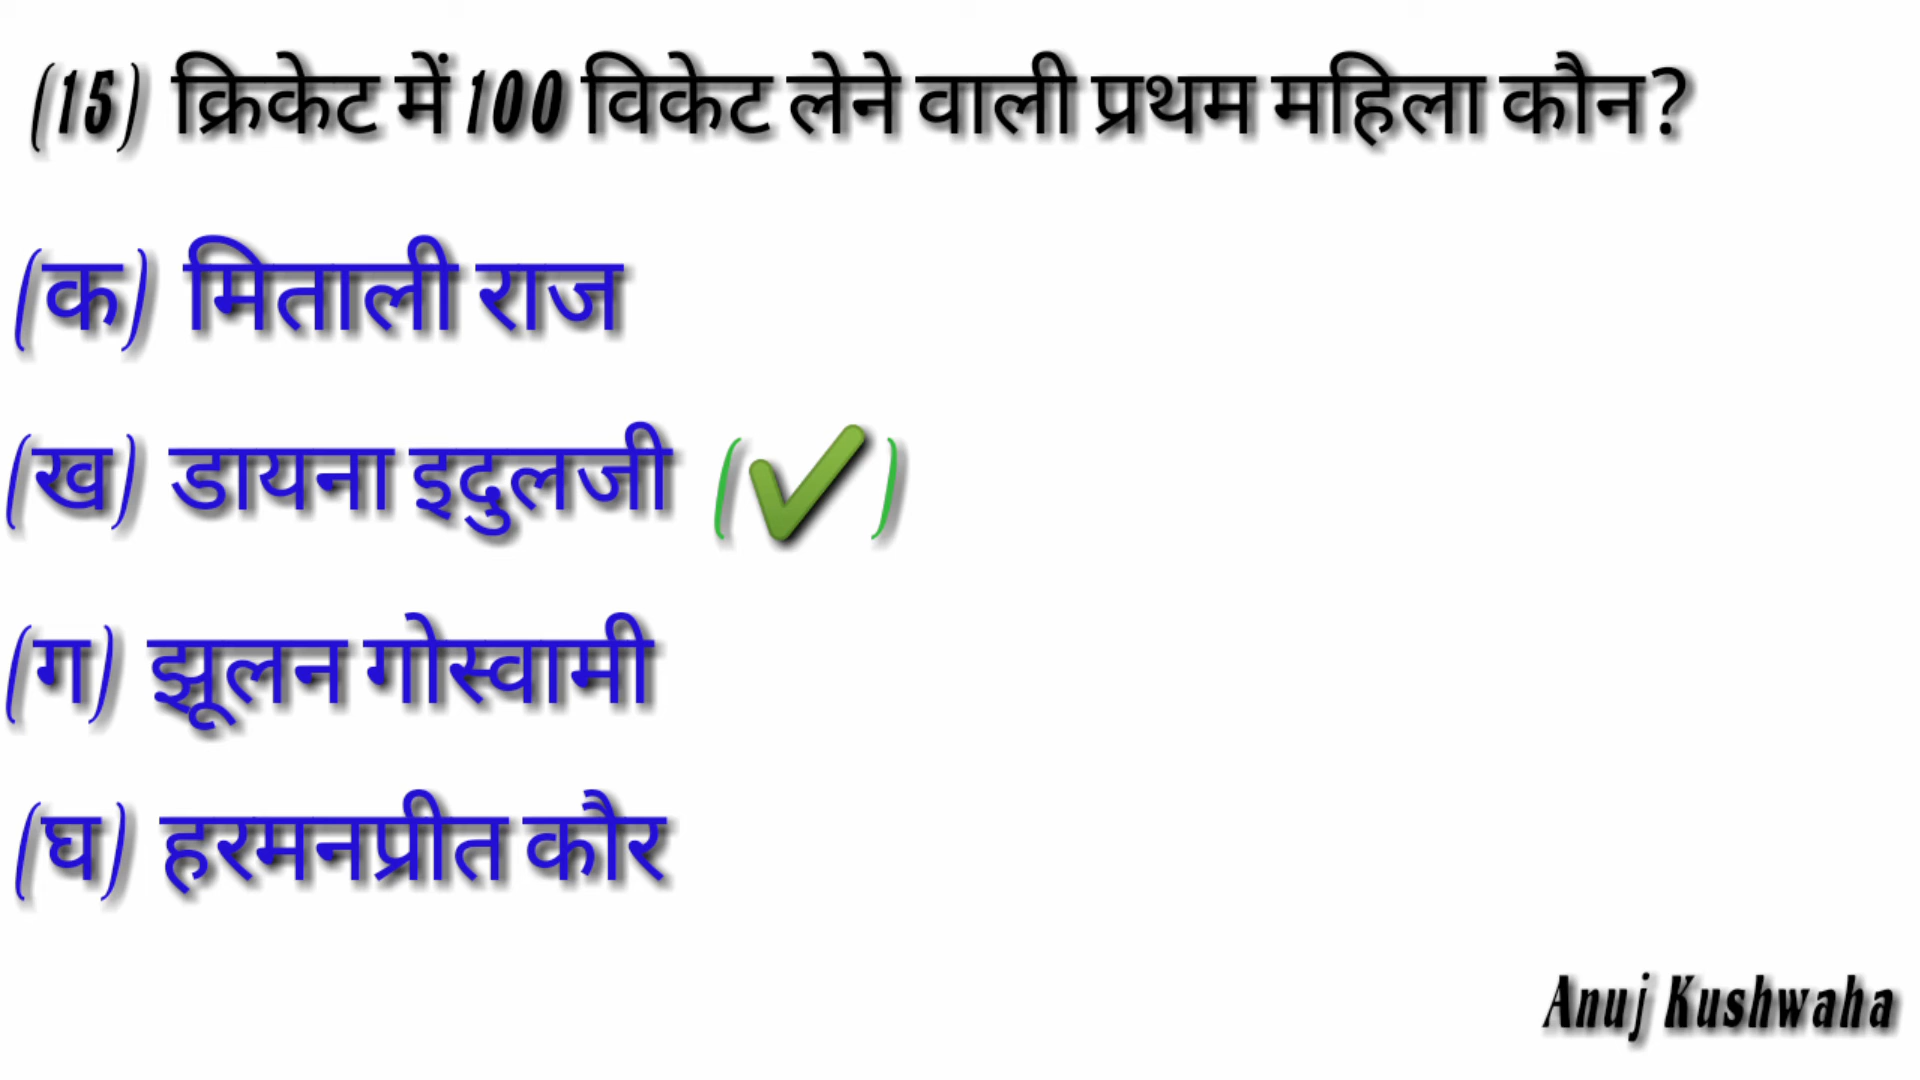 (15) क्रिकेट में 100 विकेट लेने वाली प्रथम महिला कौन?
(क) मिताली राज
(ख) डायना इदुलजी (✔)
(ग) झूलन गोस्वामी
(घ) हरमनप्रीत कौर
Anuj Kushwaha